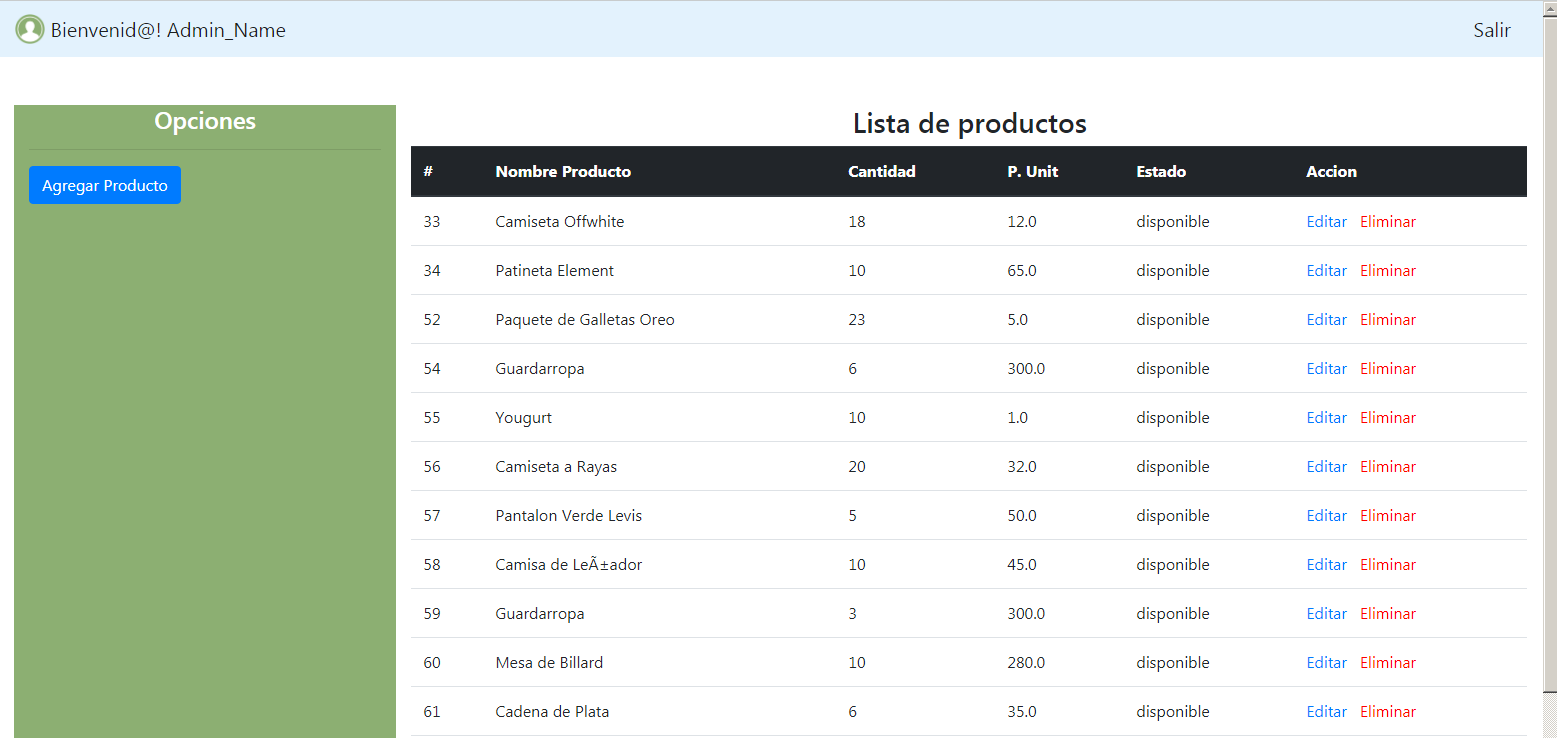 Bienvenid@! Admin_Name Salir
Opciones
Agregar Producto
Lista de productos
# Nombre Producto Cantidad P. Unit Estado Accion
33 Camiseta Offwhite 18 12.0 disponible Editar Eliminar
34 Patineta Element 10 65.0 disponible Editar Eliminar
52 Paquete de Galletas Oreo 23 5.0 disponible Editar Eliminar
54 Guardarropa 6 300.0 disponible Editar Eliminar
55 Yougurt 10 1.0 disponible Editar Eliminar
56 Camiseta a Rayas 20 32.0 disponible Editar Eliminar
57 Pantalon Verde Levis 5 50.0 disponible Editar Eliminar
58 Camisa de LeÃ±ador 10 45.0 disponible Editar Eliminar
59 Guardarropa 3 300.0 disponible Editar Eliminar
60 Mesa de Billard 10 280.0 disponible Editar Eliminar
61 Cadena de Plata 6 35.0 disponible Editar Eliminar